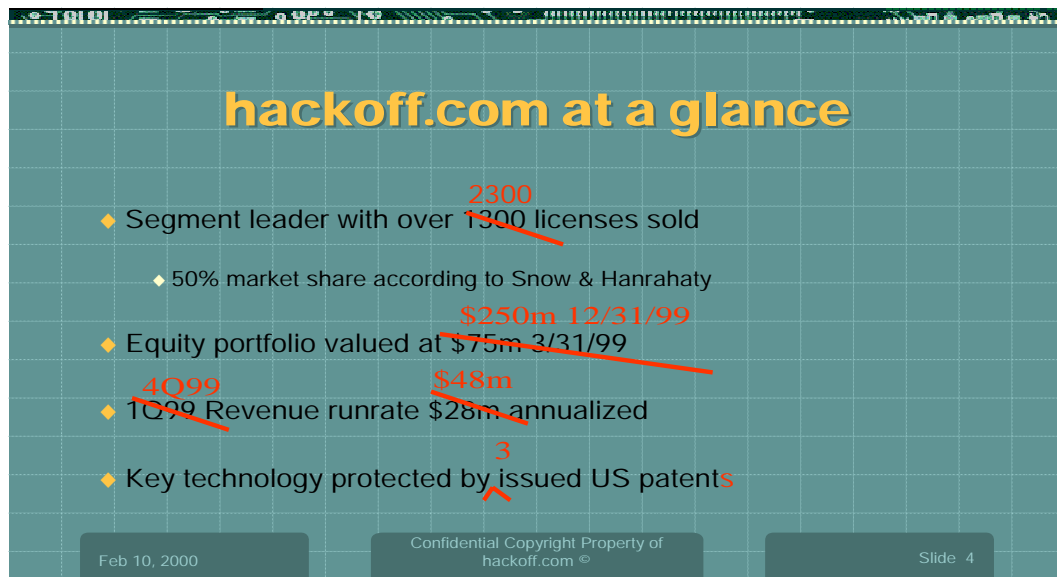 hackoff.com at a glance
2300
Segment leader with over 1300 licenses sold
50% market share according to Snow & Hanrahaty
$250m 12/31/99
Equity portfolio valued at $75m 3/31/99
4Q99 $48m
1Q99 Revenue runrate $28m annualized
3
Key technology protected by issued US patents
Feb 10, 2000
Confidential Copyright Property of
hackoff.com ©
Slide 4